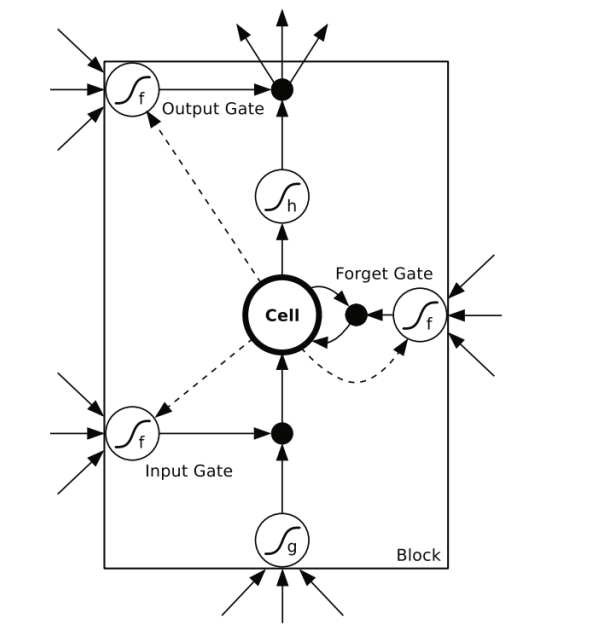 f
Output Gate
h
Forget Gate
Cell
f
f
Input Gate
g
Block